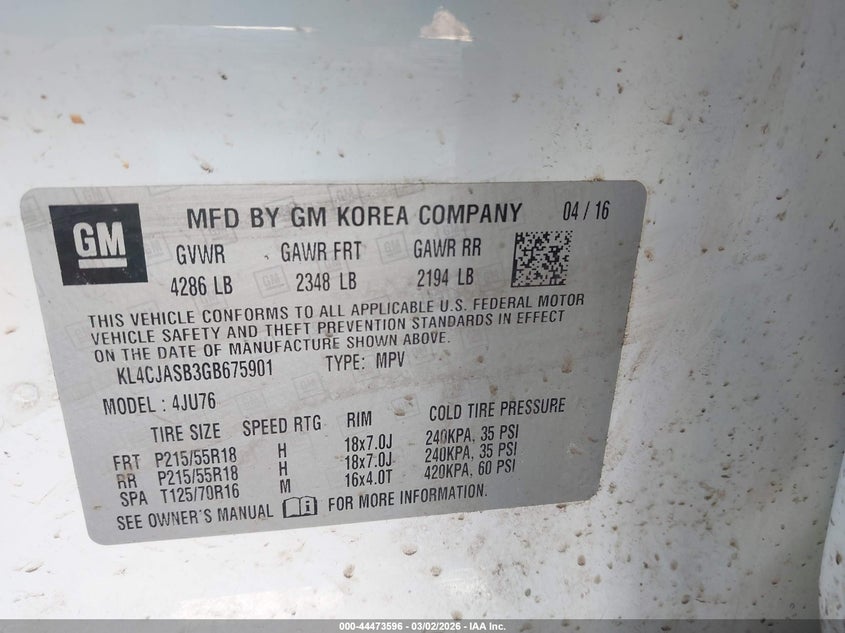 GM
MFD BY GM KOREA COMPANY 04 / 16
GVWR GAWR FRT GAWR RR
4286 LB 2348 LB 2194 LB
THIS VEHICLE CONFORMS TO ALL APPLICABLE U.S. FEDERAL MOTOR
VEHICLE SAFETY AND THEFT PREVENTION STANDARDS IN EFFECT
ON THE DATE OF MANUFACTURE SHOWN ABOVE.
KL4CJASB3GB675901 TYPE: MPV
MODEL : 4JU76
TIRE SIZE SPEED RTG RIM COLD TIRE PRESSURE
FRT P215/55R18 H 18x7.0J 240KPA, 35 PSI
RR P215/55R18 H 18x7.0J 240KPA, 35 PSI
SPA T125/70R16 M 16x4.0T 420KPA, 60 PSI
SEE OWNER'S MANUAL i FOR MORE INFORMATION.
000-44473596 - 03/02/2026 - IAA Inc.